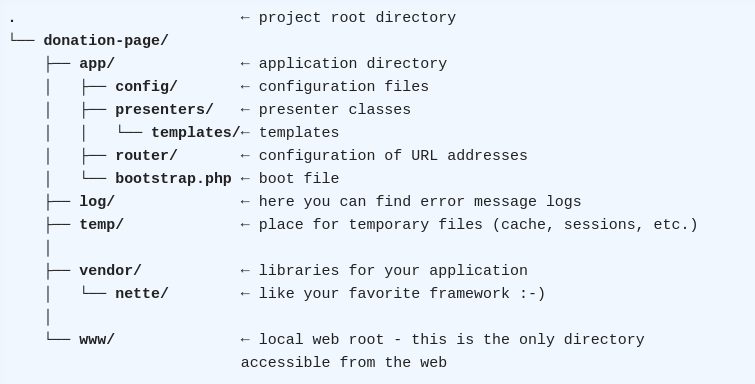 .                         ← project root directory
└── donation-page/
    ├── app/              ← application directory
    │   ├── config/       ← configuration files
    │   ├── presenters/   ← presenter classes
    │   │   └── templates/← templates
    │   ├── router/       ← configuration of URL addresses
    │   └── bootstrap.php ← boot file
    ├── log/              ← here you can find error message logs
    ├── temp/             ← place for temporary files (cache, sessions, etc.)
    │
    ├── vendor/           ← libraries for your application
    │   └── nette/        ← like your favorite framework :-)
    │
    └── www/              ← local web root - this is the only directory
                          accessible from the web